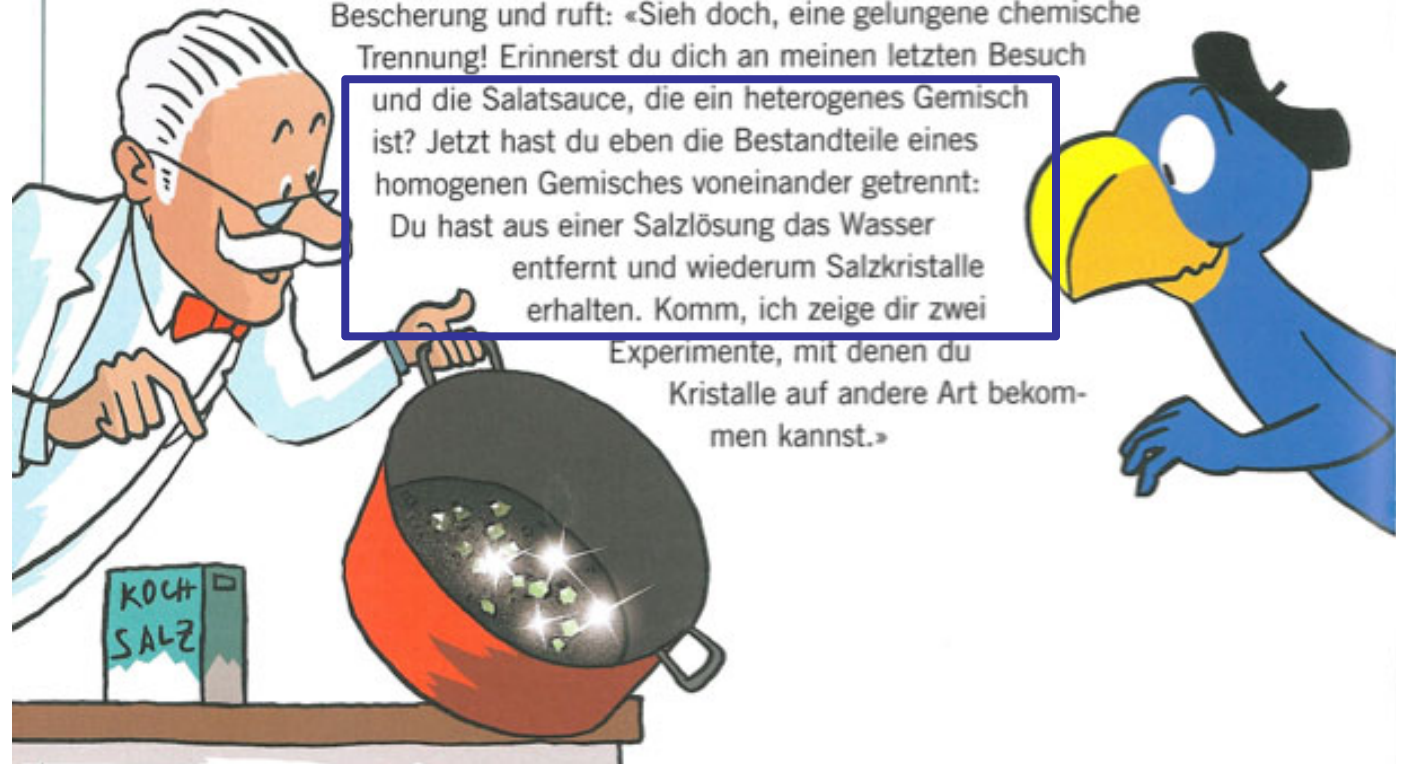 Bescherung und ruft: «Sieh doch, eine gelungene chemische
Trennung! Erinnerst du dich an meinen letzten Besuch
und die Salatsauce, die ein heterogenes Gemisch
ist? Jetzt hast du eben die Bestandteile eines
homogenen Gemisches voneinander getrennt:
Du hast aus einer Salzlösung das Wasser
entfernt und wiederum Salzkristalle
erhalten. Komm, ich zeige dir zwei
Experimente, mit denen du
Kristalle auf andere Art bekom-
men kannst.»
KOCH
SALZ